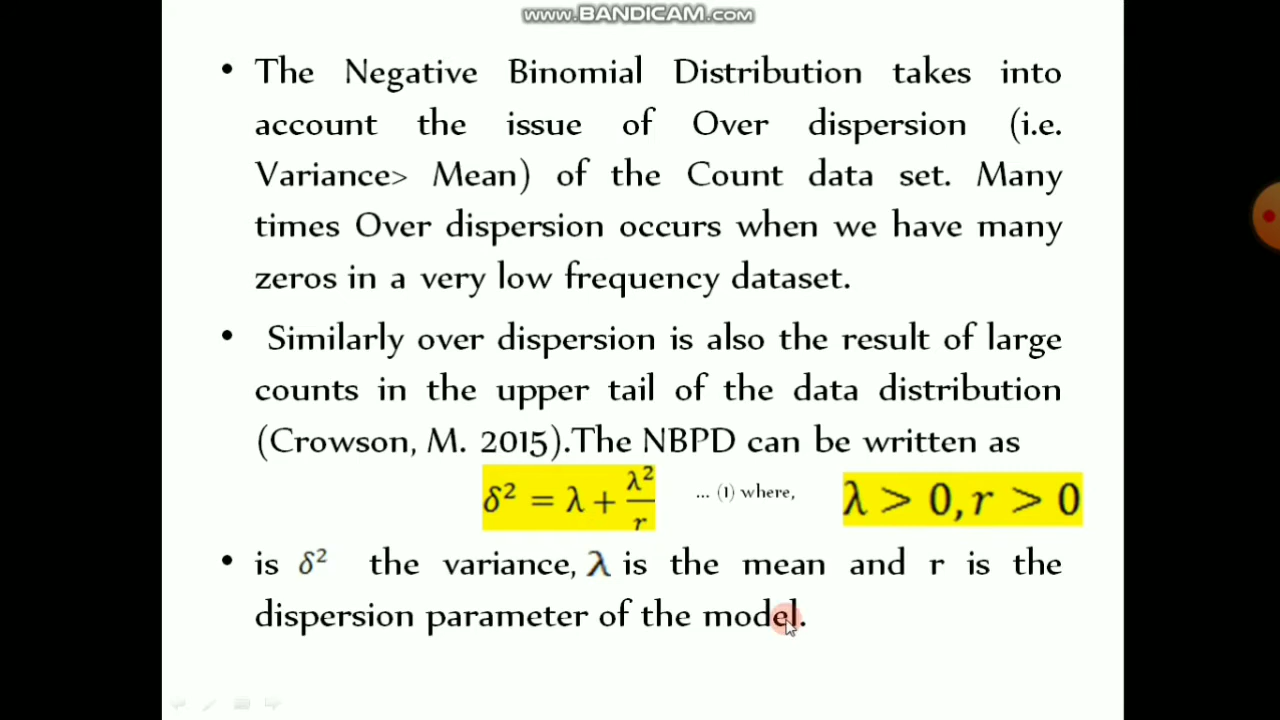 www.BANDICAM.com
• The Negative Binomial Distribution takes into
account the issue of Over dispersion (i.e.
Variance> Mean) of the Count data set. Many
times Over dispersion occurs when we have many
zeros in a very low frequency dataset.
• Similarly over dispersion is also the result of large
counts in the upper tail of the data distribution
(Crowson, M. 2015).The NBPD can be written as
δ² = λ + λ²/r ... (1) where, λ > 0, r > 0
• is δ² the variance, λ is the mean and r is the
dispersion parameter of the model.